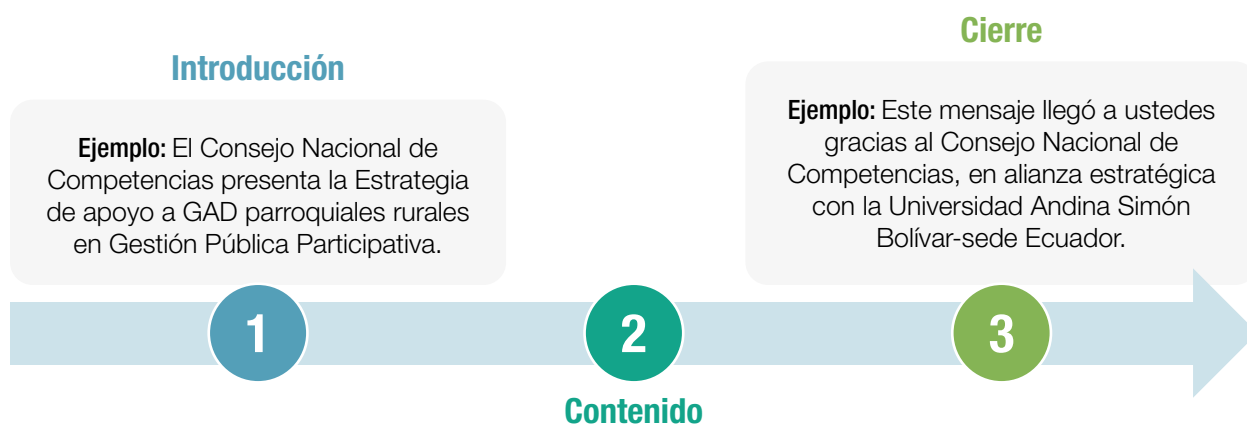 Introducción
Ejemplo: El Consejo Nacional de
Competencias presenta la Estrategia
de apoyo a GAD parroquiales rurales
en Gestión Pública Participativa.
1
2
Contenido
Cierre
Ejemplo: Este mensaje llegó a ustedes
gracias al Consejo Nacional de
Competencias, en alianza estratégica
con la Universidad Andina Simón
Bolívar-sede Ecuador.
3